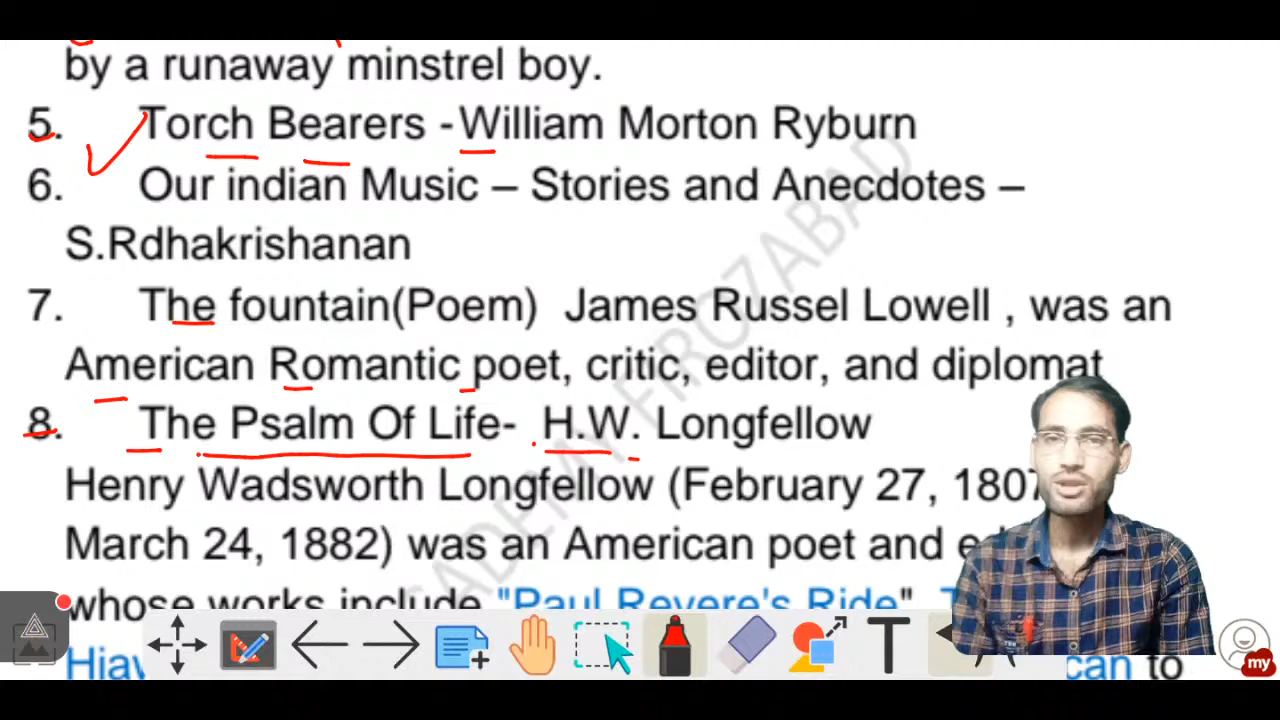 by a runaway minstrel boy.
5. Torch Bearers - William Morton Ryburn
6. Our indian Music – Stories and Anecdotes –
S.Rdhakrishanan
7. The fountain(Poem) James Russel Lowell , was an
American Romantic poet, critic, editor, and diplomat
8. The Psalm Of Life- H.W. Longfellow
Henry Wadsworth Longfellow (February 27, 1807
March 24, 1882) was an American poet and
whose works include "Paul Revere's Ride",
to
CADEMY FROZABAD
T
my